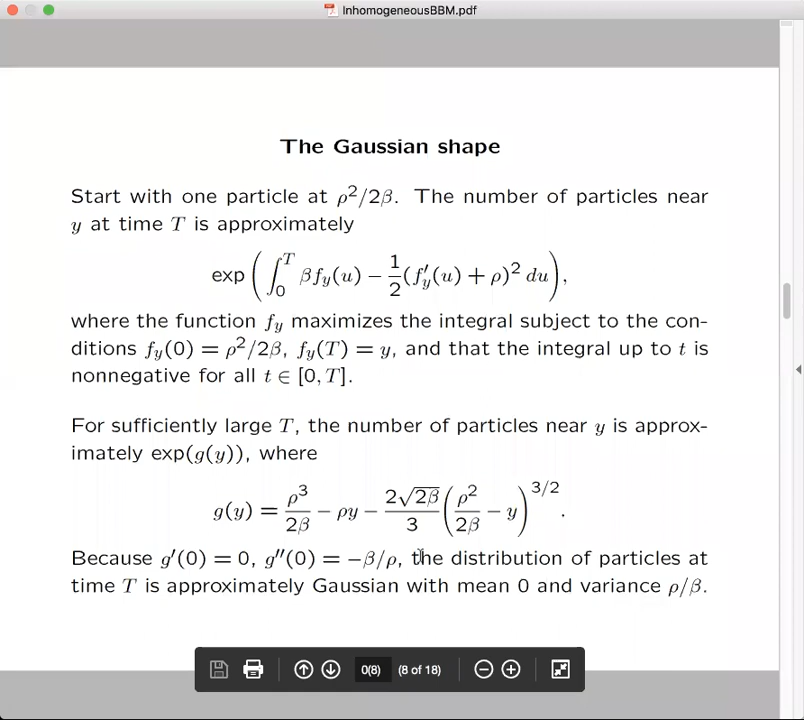 InhomogeneousBBM.pdf
The Gaussian shape
Start with one particle at ρ²/2β. The number of particles near
y at time T is approximately
exp ( ∫₀ᵀ βf_y(u) − 1/2 (f′_y(u) + ρ)² du ),
where the function f_y maximizes the integral subject to the con-
ditions f_y(0) = ρ²/2β, f_y(T) = y, and that the integral up to t is
nonnegative for all t ∈ [0, T].
For sufficiently large T, the number of particles near y is approx-
imately exp(g(y)), where
g(y) = ρ³/2β − ρy − 2√2β/3 (ρ²/2β − y)^3/2.
Because g′(0) = 0, g″(0) = −β/ρ, the distribution of particles at
time T is approximately Gaussian with mean 0 and variance ρ/β.
0(8) (8 of 18)